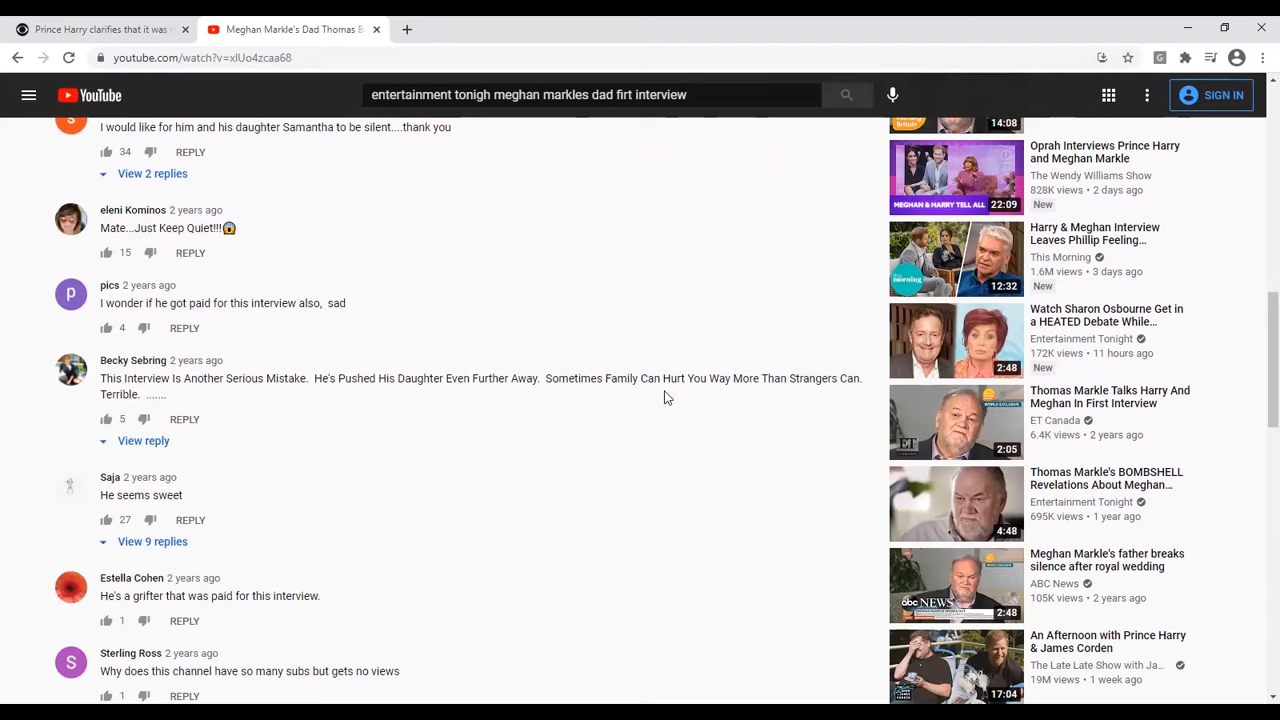 Prince Harry clarifies that it was
Meghan Markle's Dad Thomas B
youtube.com/watch?v=xlUo4zcaa68
YouTube
entertainment tonigh meghan markles dad firt interview
SIGN IN
I would like for him and his daughter Samantha to be silent....thank you
34 REPLY
View 2 replies
eleni Kominos 2 years ago
Mate...Just Keep Quiet!!!😱
15 REPLY
p
pics 2 years ago
I wonder if he got paid for this interview also, sad
4 REPLY
Becky Sebring 2 years ago
This Interview Is Another Serious Mistake. He's Pushed His Daughter Even Further Away. Sometimes Family Can Hurt You Way More Than Strangers Can.
Terrible. .......
5 REPLY
View reply
Saja 2 years ago
He seems sweet
27 REPLY
View 9 replies
Estella Cohen 2 years ago
He's a grifter that was paid for this interview.
1 REPLY
S
Sterling Ross 2 years ago
Why does this channel have so many subs but gets no views
1 REPLY
14:08
MEGHAN & HARRY TELL ALL
22:09
Oprah Interviews Prince Harry
and Meghan Markle
The Wendy Williams Show
828K views • 2 days ago
New
morning
12:32
Harry & Meghan Interview
Leaves Phillip Feeling...
This Morning
1.6M views • 3 days ago
New
2:48
Watch Sharon Osbourne Get in
a HEATED Debate While...
Entertainment Tonight
172K views • 11 hours ago
New
ET
2:05
Thomas Markle Talks Harry And
Meghan In First Interview
ET Canada
6.4K views • 2 years ago
4:48
Thomas Markle's BOMBSHELL
Revelations About Meghan...
Entertainment Tonight
695K views • 1 year ago
abc NEWS
2:48
Meghan Markle's father breaks
silence after royal wedding
ABC News
105K views • 2 years ago
17:04
An Afternoon with Prince Harry
& James Corden
The Late Late Show with Ja...
19M views • 1 week ago